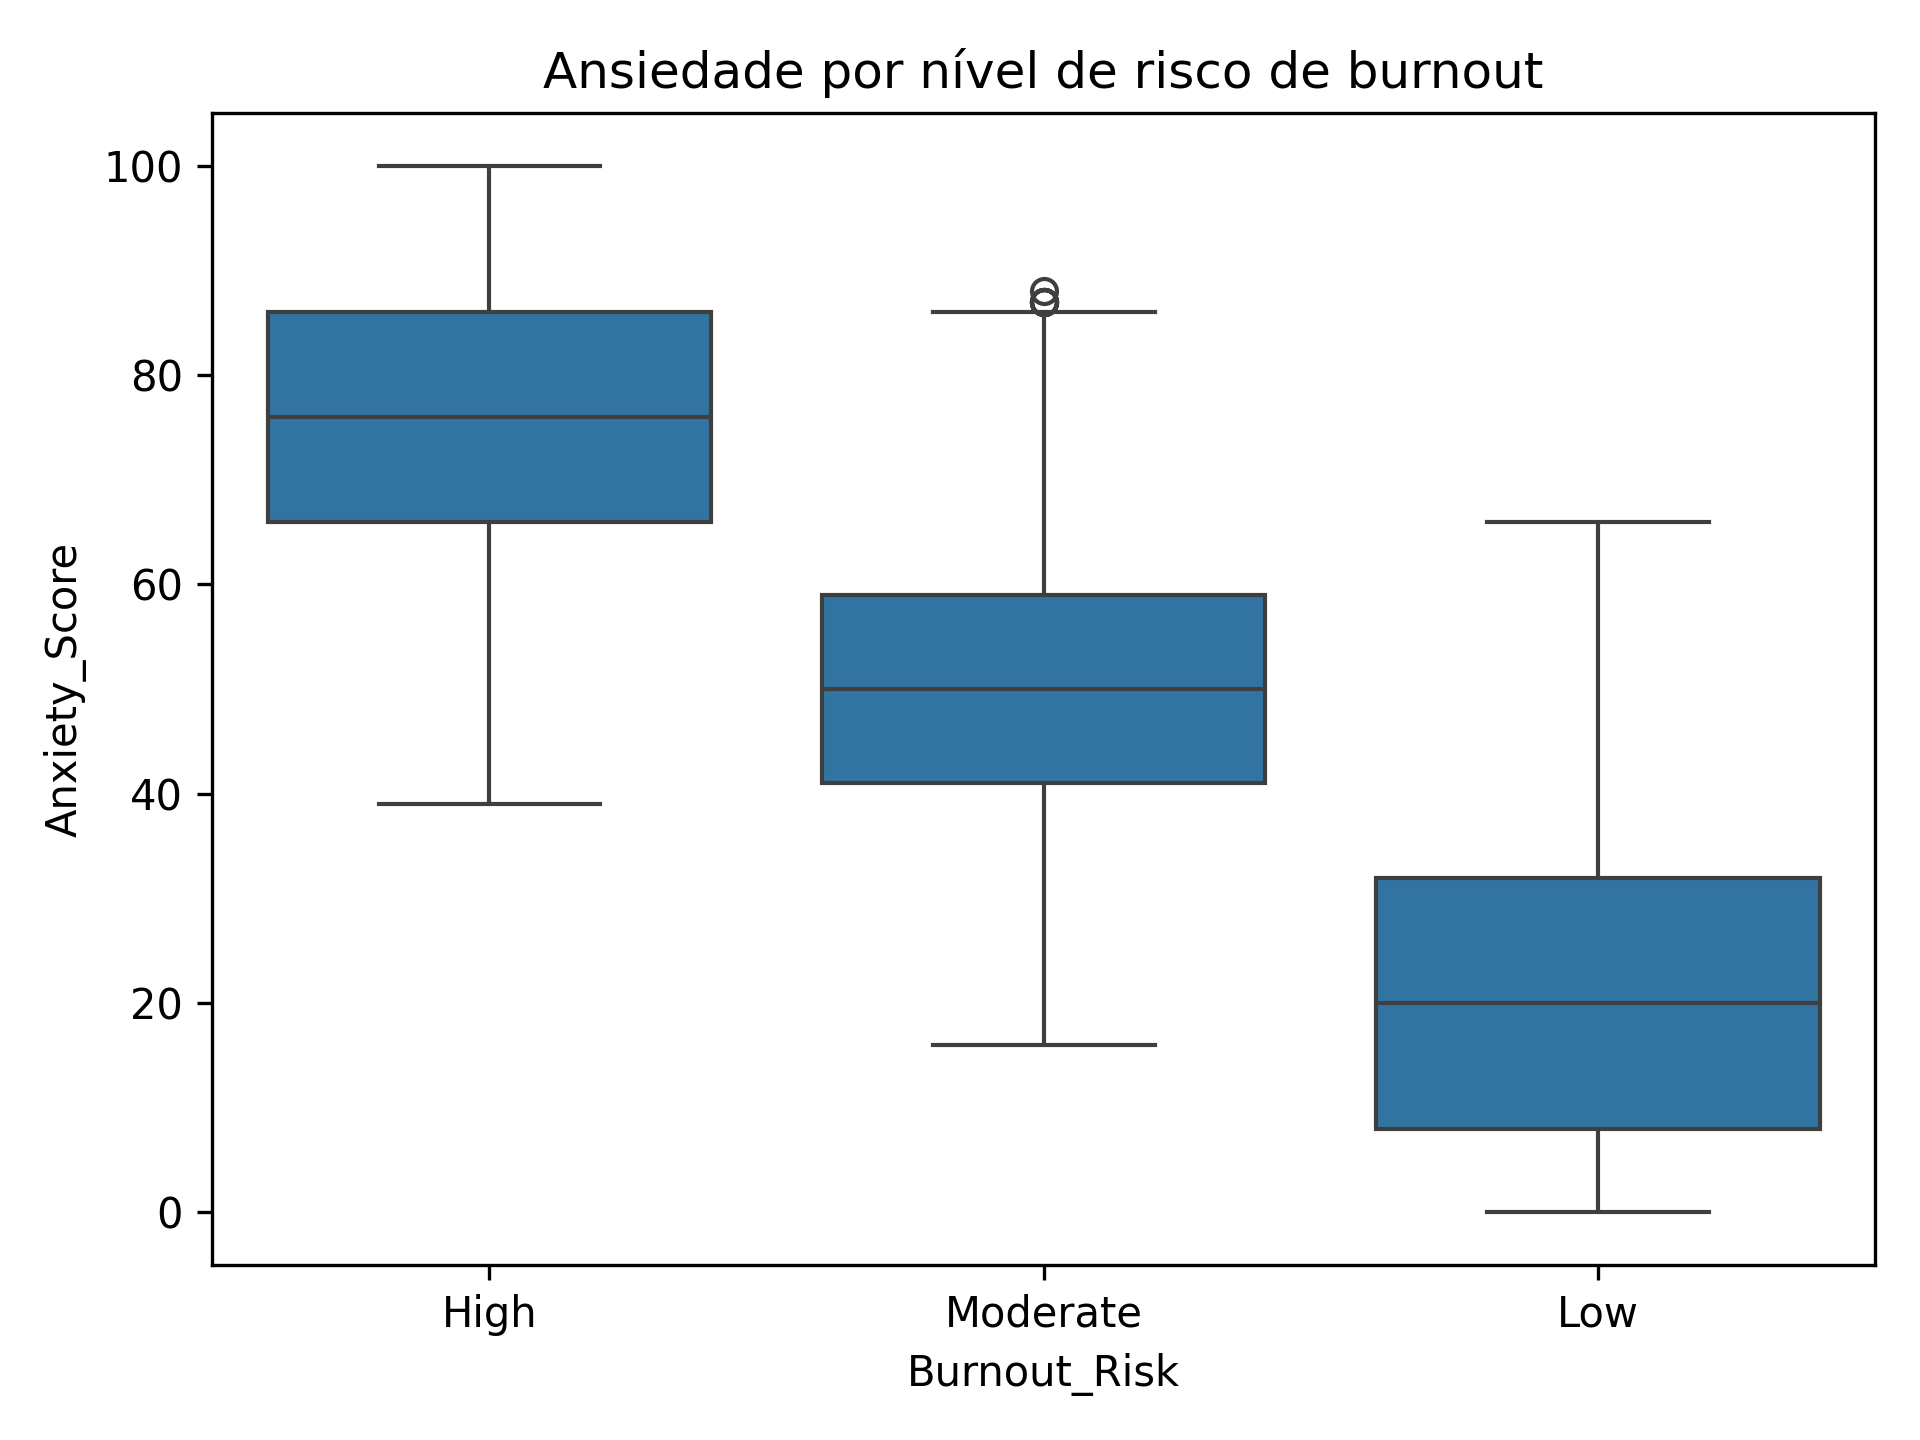 Ansiedade por nível de risco de burnout
Anxiety_Score
100
80
60
40
20
0
High
Moderate
Low
Burnout_Risk